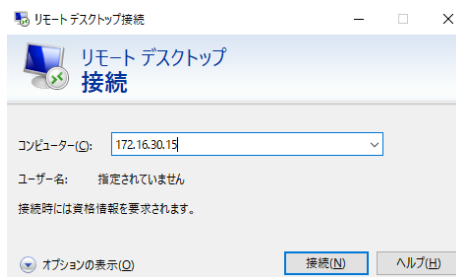 リモート デスクトップ接続
リモート デスクトップ
接続
コンピューター(C): 172.16.30.15
ユーザー名: 指定されていません
接続時には資格情報を要求されます。
オプションの表示(O) 接続(N) ヘルプ(H)